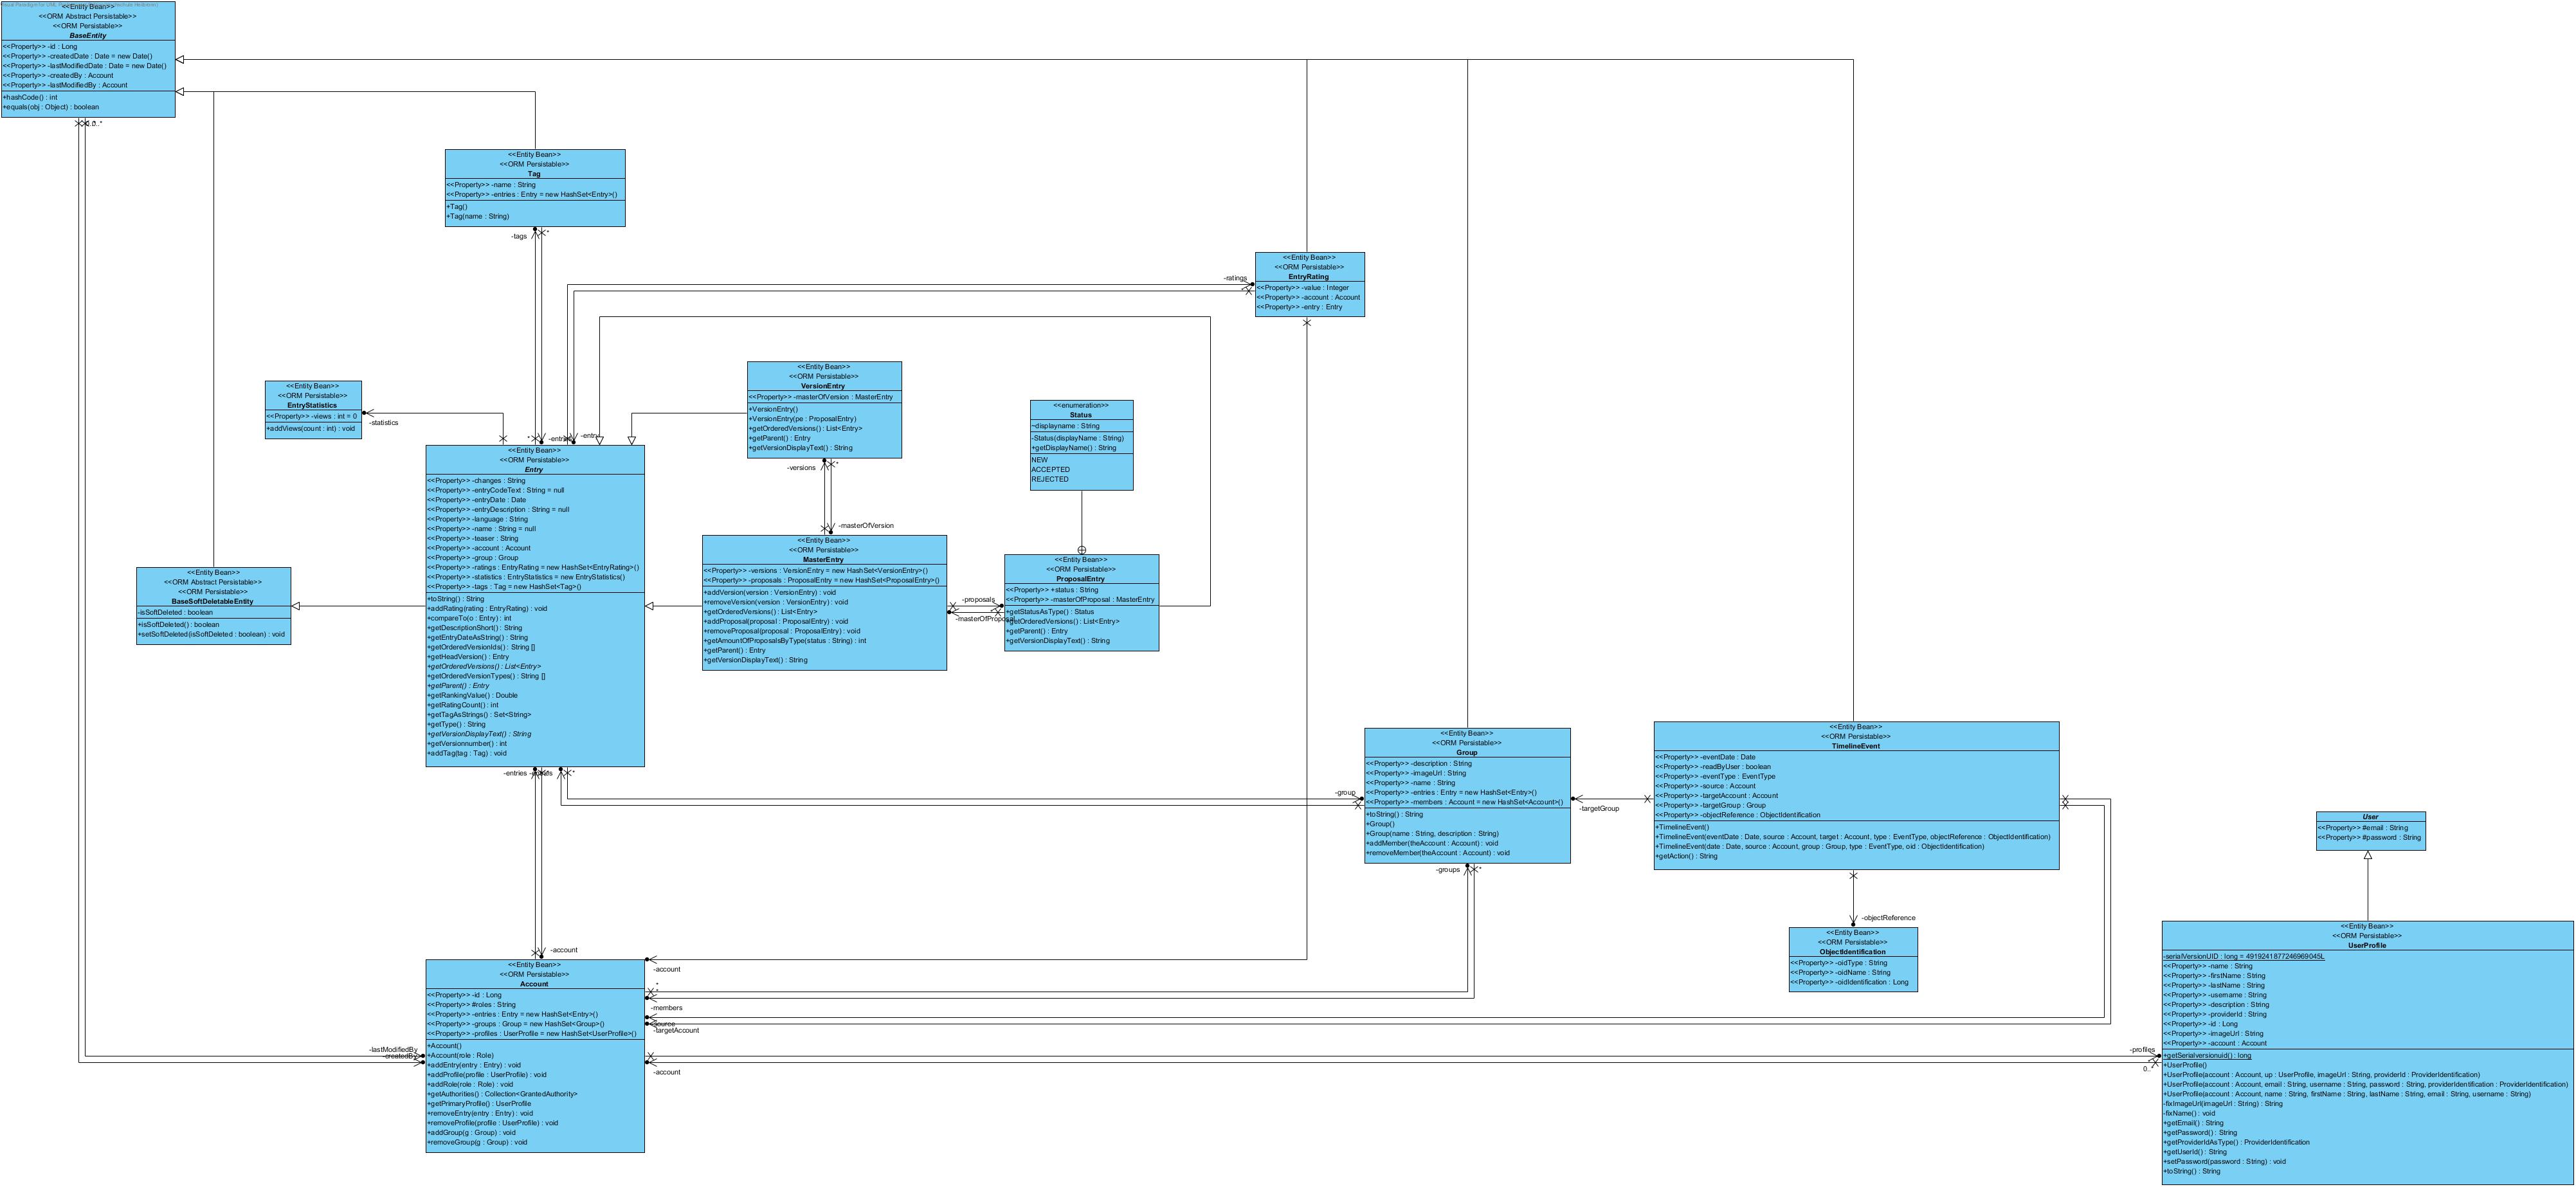 <<Entity Bean>>
<<ORM Abstract Persistable>>
<<ORM Persistable>>
BaseEntity
<<Property>> -id : Long
<<Property>> -createdDate : Date = new Date()
<<Property>> -lastModifiedDate : Date = new Date()
<<Property>> -createdBy : Account
<<Property>> -lastModifiedBy : Account
+hashCode() : int
+equals(obj : Object) : boolean
<<Entity Bean>>
<<ORM Persistable>>
Tag
<<Property>> -name : String
<<Property>> -entries : Entry = new HashSet<Entry>()
+Tag()
+Tag(name : String)
-tags
*
<<Entity Bean>>
<<ORM Persistable>>
EntryRating
<<Property>> -value : Integer
<<Property>> -account : Account
<<Property>> -entry : Entry
-ratings
<<Entity Bean>>
<<ORM Persistable>>
EntryStatistics
<<Property>> -views : int = 0
+addViews(count : int) : void
-statistics
<<Entity Bean>>
<<ORM Persistable>>
VersionEntry
<<Property>> -masterOfVersion : MasterEntry
+VersionEntry()
+VersionEntry(pe : ProposalEntry)
+getOrderedVersions() : List<Entry>
+getParent() : Entry
+getVersionDisplayText() : String
-versions
*
-masterOfVersion
<<enumeration>>
Status
~displayname : String
-Status(displayName : String)
+getDisplayName() : String
NEW
ACCEPTED
REJECTED
*
-entry
<<Entity Bean>>
<<ORM Persistable>>
Entry
<<Property>> -changes : String
<<Property>> -entryCodeText : String = null
<<Property>> -entryDate : Date
<<Property>> -entryDescription : String = null
<<Property>> -language : String
<<Property>> -name : String = null
<<Property>> -teaser : String
<<Property>> -account : Account
<<Property>> -group : Group
<<Property>> -ratings : EntryRating = new HashSet<EntryRating>()
<<Property>> -statistics : EntryStatistics = new EntryStatistics()
<<Property>> -tags : Tag = new HashSet<Tag>()
+toString() : String
+addRating(rating : EntryRating) : void
+compareTo(o : Entry) : int
+getDescriptionShort() : String
+getEntryDateAsString() : String
+getOrderedVersionIds() : String []
+getHeadVersion() : Entry
+getOrderedVersions() : List<Entry>
+getOrderedVersionTypes() : String []
+getParent() : Entry
+getRankingValue() : Double
+getRatingCount() : int
+getTagAsStrings() : Set<String>
+getType() : String
+getVersionDisplayText() : String
+getVersionnumber() : int
+addTag(tag : Tag) : void
-entries
*
<<Entity Bean>>
<<ORM Abstract Persistable>>
<<ORM Persistable>>
BaseSoftDeletableEntity
-isSoftDeleted : boolean
+isSoftDeleted() : boolean
+setSoftDeleted(isSoftDeleted : boolean) : void
<<Entity Bean>>
<<ORM Persistable>>
MasterEntry
<<Property>> -versions : VersionEntry = new HashSet<VersionEntry>()
<<Property>> -proposals : ProposalEntry = new HashSet<ProposalEntry>()
+addVersion(version : VersionEntry) : void
+removeVersion(version : VersionEntry) : void
+getOrderedVersions() : List<Entry>
+addProposal(proposal : ProposalEntry) : void
+removeProposal(proposal : ProposalEntry) : void
+getAmountOfProposalsByType(status : String) : int
+getParent() : Entry
+getVersionDisplayText() : String
-proposals
-masterOfProposal
<<Entity Bean>>
<<ORM Persistable>>
ProposalEntry
<<Property>> +status : String
<<Property>> -masterOfProposal : MasterEntry
+getStatusAsType() : Status
+getOrderedVersions() : List<Entry>
+getParent() : Entry
+getVersionDisplayText() : String
-group
<<Entity Bean>>
<<ORM Persistable>>
Group
<<Property>> -description : String
<<Property>> -imageUrl : String
<<Property>> -name : String
<<Property>> -entries : Entry = new HashSet<Entry>()
<<Property>> -members : Account = new HashSet<Account>()
+toString() : String
+Group()
+Group(name : String, description : String)
+addMember(theAccount : Account) : void
+removeMember(theAccount : Account) : void
-groups
*
-targetGroup
<<Entity Bean>>
<<ORM Persistable>>
TimelineEvent
<<Property>> -eventDate : Date
<<Property>> -readByUser : boolean
<<Property>> -eventType : EventType
<<Property>> -source : Account
<<Property>> -targetAccount : Account
<<Property>> -targetGroup : Group
<<Property>> -objectReference : ObjectIdentification
+TimelineEvent()
+TimelineEvent(eventDate : Date, source : Account, target : Account, type : EventType, objectReference : ObjectIdentification)
+TimelineEvent(date : Date, source : Account, group : Group, type : EventType, oid : ObjectIdentification)
+getAction() : String
-objectReference
<<Entity Bean>>
<<ORM Persistable>>
ObjectIdentification
<<Property>> -oidType : String
<<Property>> -oidName : String
<<Property>> -oidIdentification : Long
User
<<Property>> #email : String
<<Property>> #password : String
-account
<<Entity Bean>>
<<ORM Persistable>>
Account
<<Property>> -id : Long
<<Property>> #roles : String
<<Property>> -entries : Entry = new HashSet<Entry>()
<<Property>> -groups : Group = new HashSet<Group>()
<<Property>> -profiles : UserProfile = new HashSet<UserProfile>()
+Account()
+Account(role : Role)
+addEntry(entry : Entry) : void
+addProfile(profile : UserProfile) : void
+addRole(role : Role) : void
+getAuthorities() : Collection<GrantedAuthority>
+getPrimaryProfile() : UserProfile
+removeEntry(entry : Entry) : void
+removeProfile(profile : UserProfile) : void
+addGroup(g : Group) : void
+removeGroup(g : Group) : void
-account
*
-members
-targetAccount
-lastModifiedBy
-createdBy
-account
-profiles
<<Entity Bean>>
<<ORM Persistable>>
UserProfile
-serialVersionUID : long = 4919241877246969045L
<<Property>> -name : String
<<Property>> -firstName : String
<<Property>> -lastName : String
<<Property>> -username : String
<<Property>> -description : String
<<Property>> -providerId : String
<<Property>> -id : Long
<<Property>> -imageUrl : String
<<Property>> -account : Account
+getSerialversionuid() : long
+UserProfile()
+UserProfile(account : Account, up : UserProfile, imageUrl : String, providerId : ProviderIdentification)
+UserProfile(account : Account, email : String, username : String, password : String, providerIdentification : ProviderIdentification)
+UserProfile(account : Account, name : String, firstName : String, lastName : String, email : String, username : String)
-fixImageUrl(imageUrl : String) : String
-fixName() : void
+getEmail() : String
+getPassword() : String
+getProviderIdAsType() : ProviderIdentification
+getUserId() : String
+setPassword(password : String) : void
+toString() : String